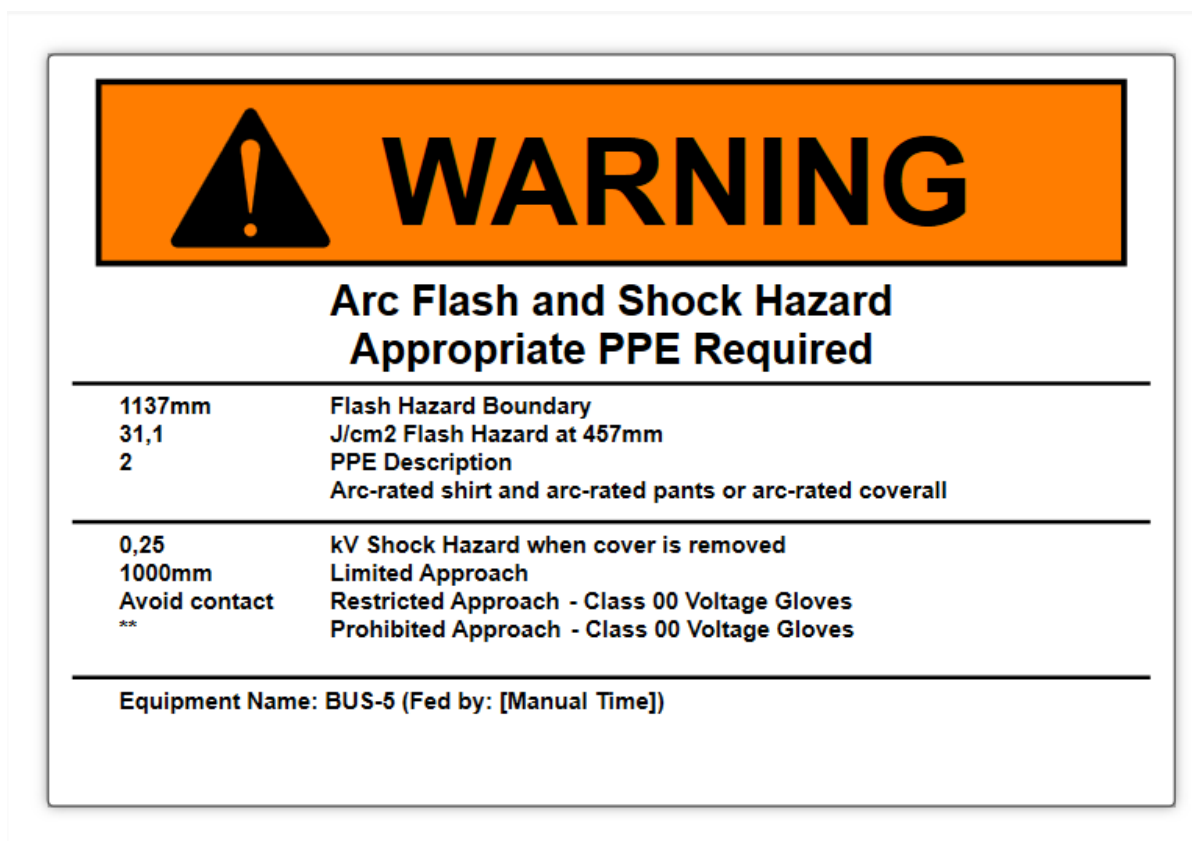 WARNING
Arc Flash and Shock Hazard
Appropriate PPE Required
1137mm Flash Hazard Boundary
31,1 J/cm2 Flash Hazard at 457mm
2 PPE Description
Arc-rated shirt and arc-rated pants or arc-rated coverall
0,25 kV Shock Hazard when cover is removed
1000mm Limited Approach
Avoid contact Restricted Approach - Class 00 Voltage Gloves
** Prohibited Approach - Class 00 Voltage Gloves
Equipment Name: BUS-5 (Fed by: [Manual Time])